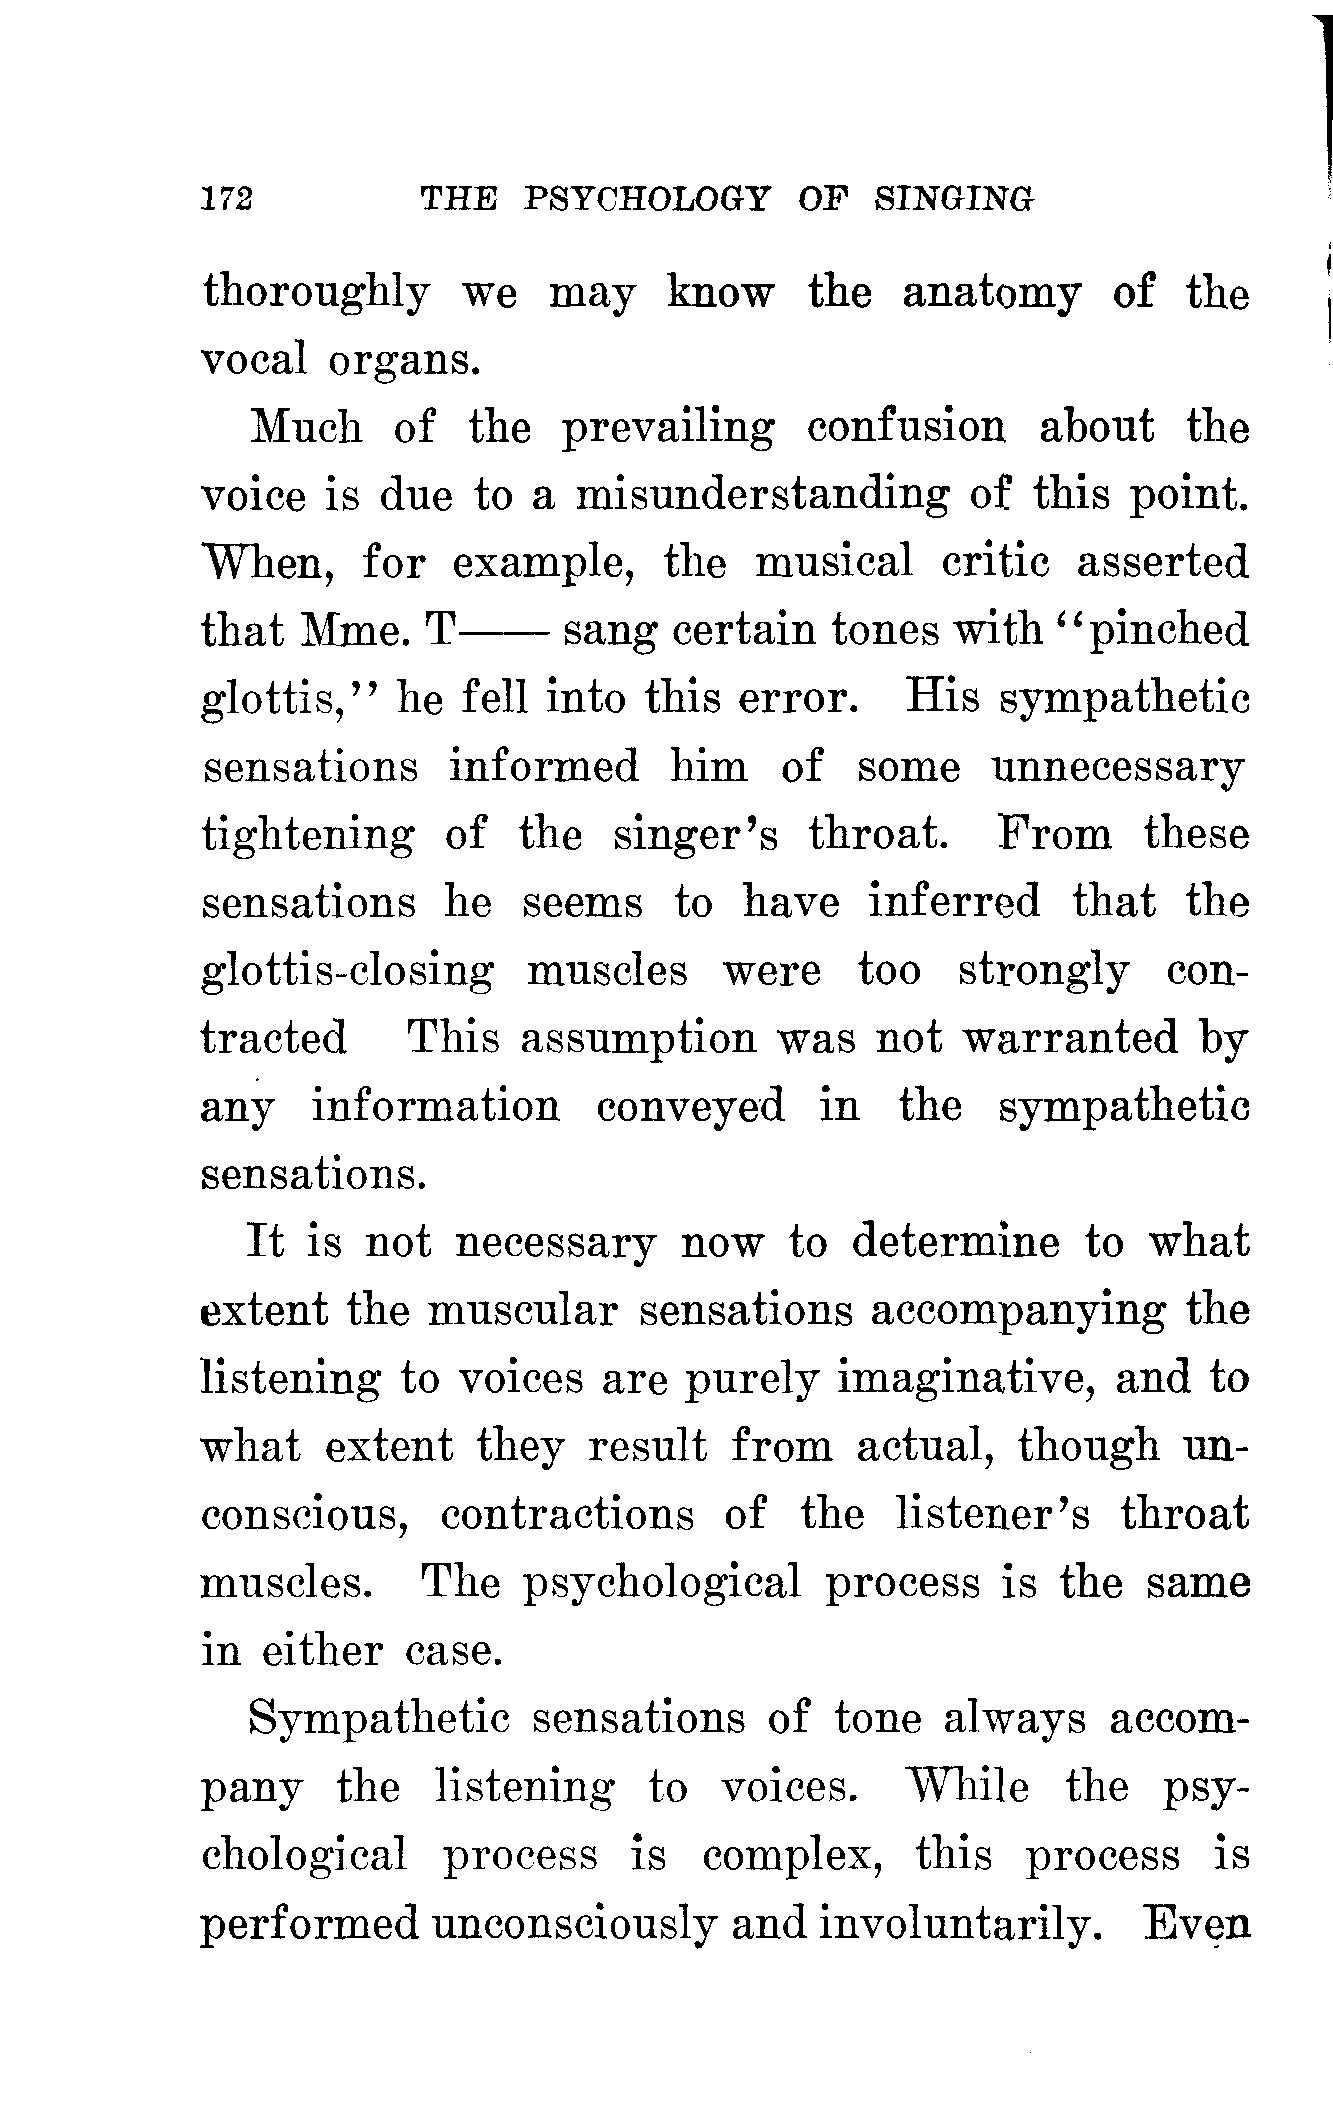 172 THE PSYCHOLOGY OF SINGING
thoroughly we may know the anatomy of the
vocal organs.
Much of the prevailing confusion about the
voice is due to a misunderstanding of this point.
When, for example, the musical critic asserted
that Mme. T—— sang certain tones with “pinched
glottis,” he fell into this error. His sympathetic
sensations informed him of some unnecessary
tightening of the singer's throat. From these
sensations he seems to have inferred that the
glottis-closing muscles were too strongly con-
tracted This assumption was not warranted by
any information conveyed in the sympathetic
sensations.
It is not necessary now to determine to what
extent the muscular sensations accompanying the
listening to voices are purely imaginative, and to
what extent they result from actual, though un-
conscious, contractions of the listener's throat
muscles. The psychological process is the same
in either case.
Sympathetic sensations of tone always accom-
pany the listening to voices. While the psy-
chological process is complex, this process is
performed unconsciously and involuntarily. Even